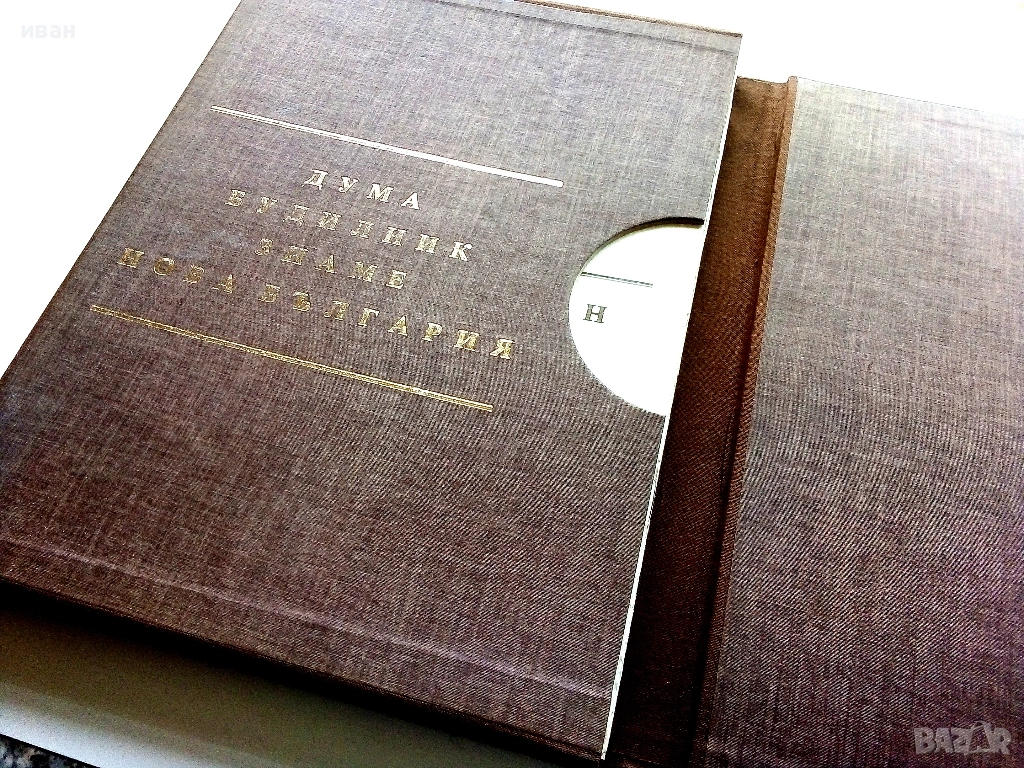 иван
ДУМА
БУДИЛНИК
ЗНАМЕ
НОВА БЪЛГАРИЯ
Н
BAZAR